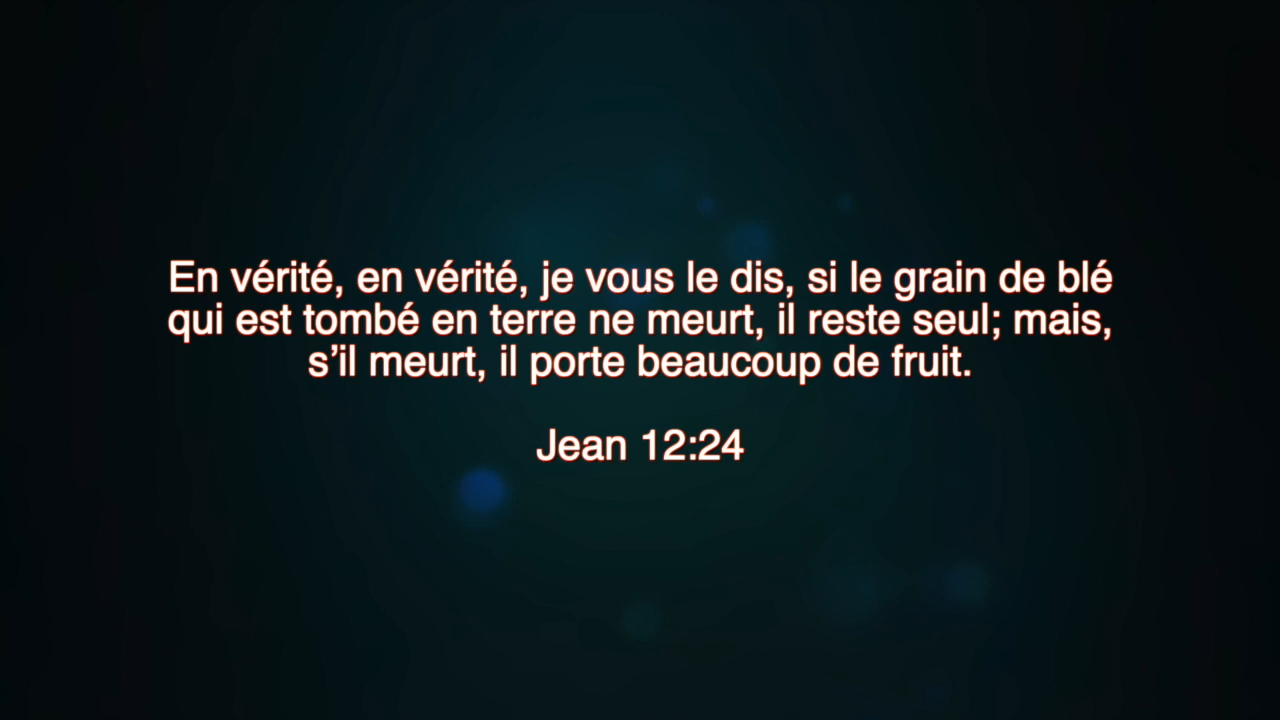 En vérité, en vérité, je vous le dis, si le grain de blé
qui est tombé en terre ne meurt, il reste seul; mais,
s’il meurt, il porte beaucoup de fruit.
Jean 12:24